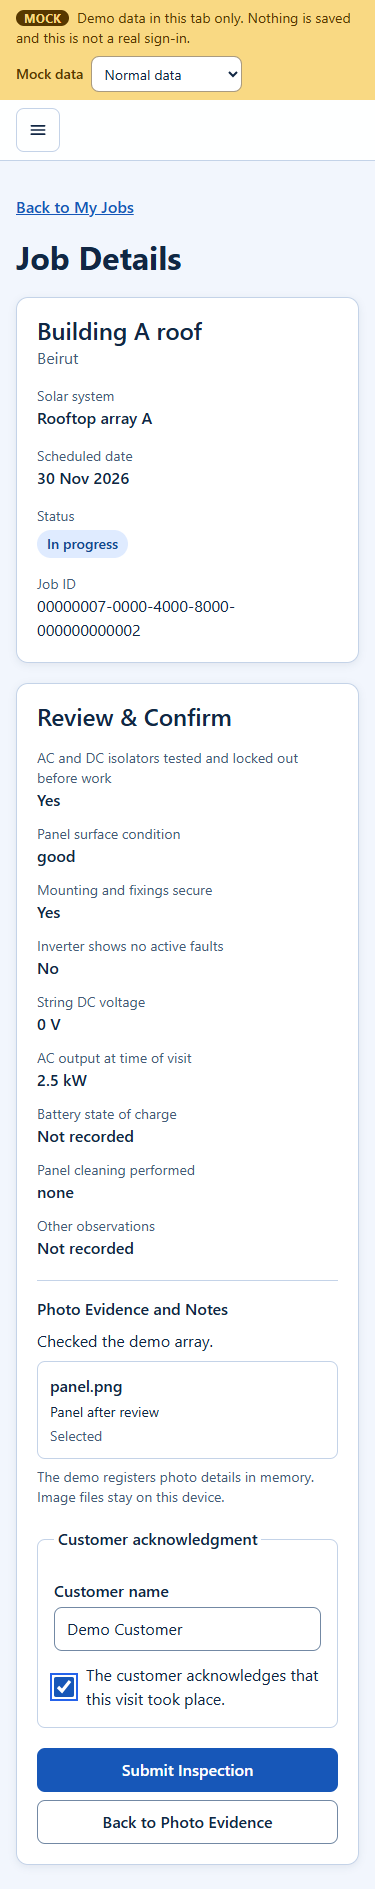 MOCK Demo data in this tab only. Nothing is saved
and this is not a real sign-in.
Mock data Normal data
Back to My Jobs
Job Details
Building A roof
Beirut
Solar system
Rooftop array A
Scheduled date
30 Nov 2026
Status
In progress
Job ID
00000007-0000-4000-8000-
000000000002
Review & Confirm
AC and DC isolators tested and locked out
before work
Yes
Panel surface condition
good
Mounting and fixings secure
Yes
Inverter shows no active faults
No
String DC voltage
0 V
AC output at time of visit
2.5 kW
Battery state of charge
Not recorded
Panel cleaning performed
none
Other observations
Not recorded
Photo Evidence and Notes
Checked the demo array.
panel.png
Panel after review
Selected
The demo registers photo details in memory.
Image files stay on this device.
Customer acknowledgment
Customer name
Demo Customer
The customer acknowledges that
this visit took place.
Submit Inspection
Back to Photo Evidence